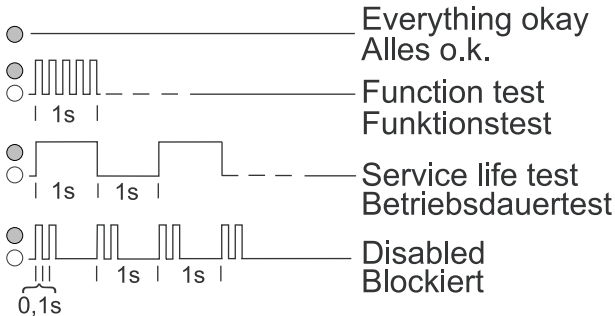 Everything okay
Alles o.k.
1s
Function test
Funktionstest
1s 1s
Service life test
Betriebsdauertest
1s 1s
0,1s
Disabled
Blockiert